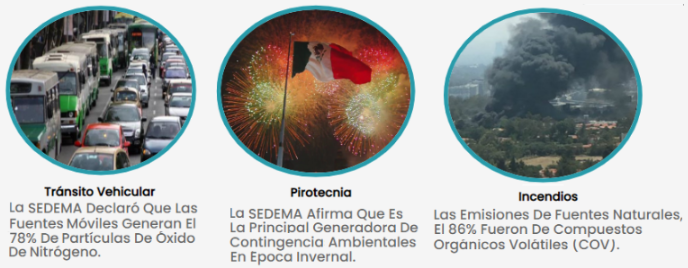 Tránsito Vehicular
La SEDEMA Declaró Que Las
Fuentes Móviles Generan El
78% De Partículas De Óxido
De Nitrógeno.
Pirotecnia
La SEDEMA Afirma Que Es
La Principal Generadora De
Contingencia Ambientales
En Epoca Invernal.
Incendios
Las Emisiones De Fuentes Naturales,
El 86% Fueron De Compuestos
Orgánicos Volátiles (COV).